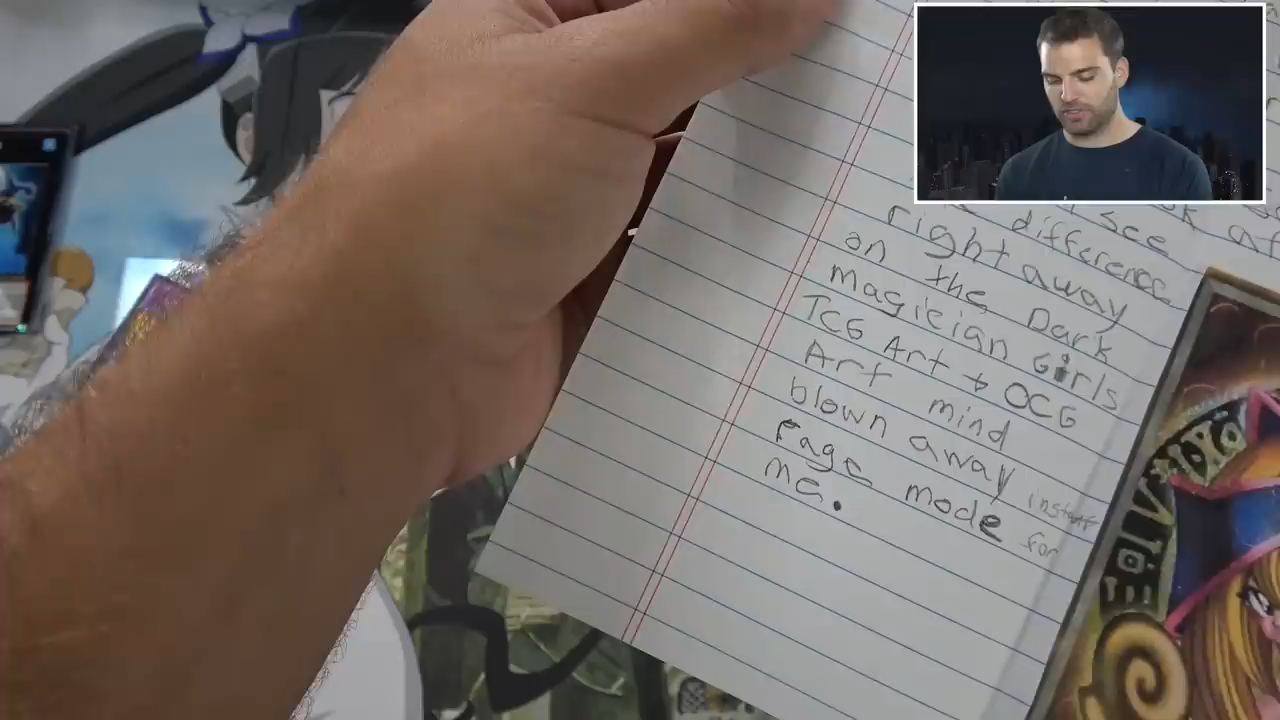 see
difference
right away
on the Dark
magician Girls
TCG Art + OCG
Art mind
blown away instant
rage mode for
me.